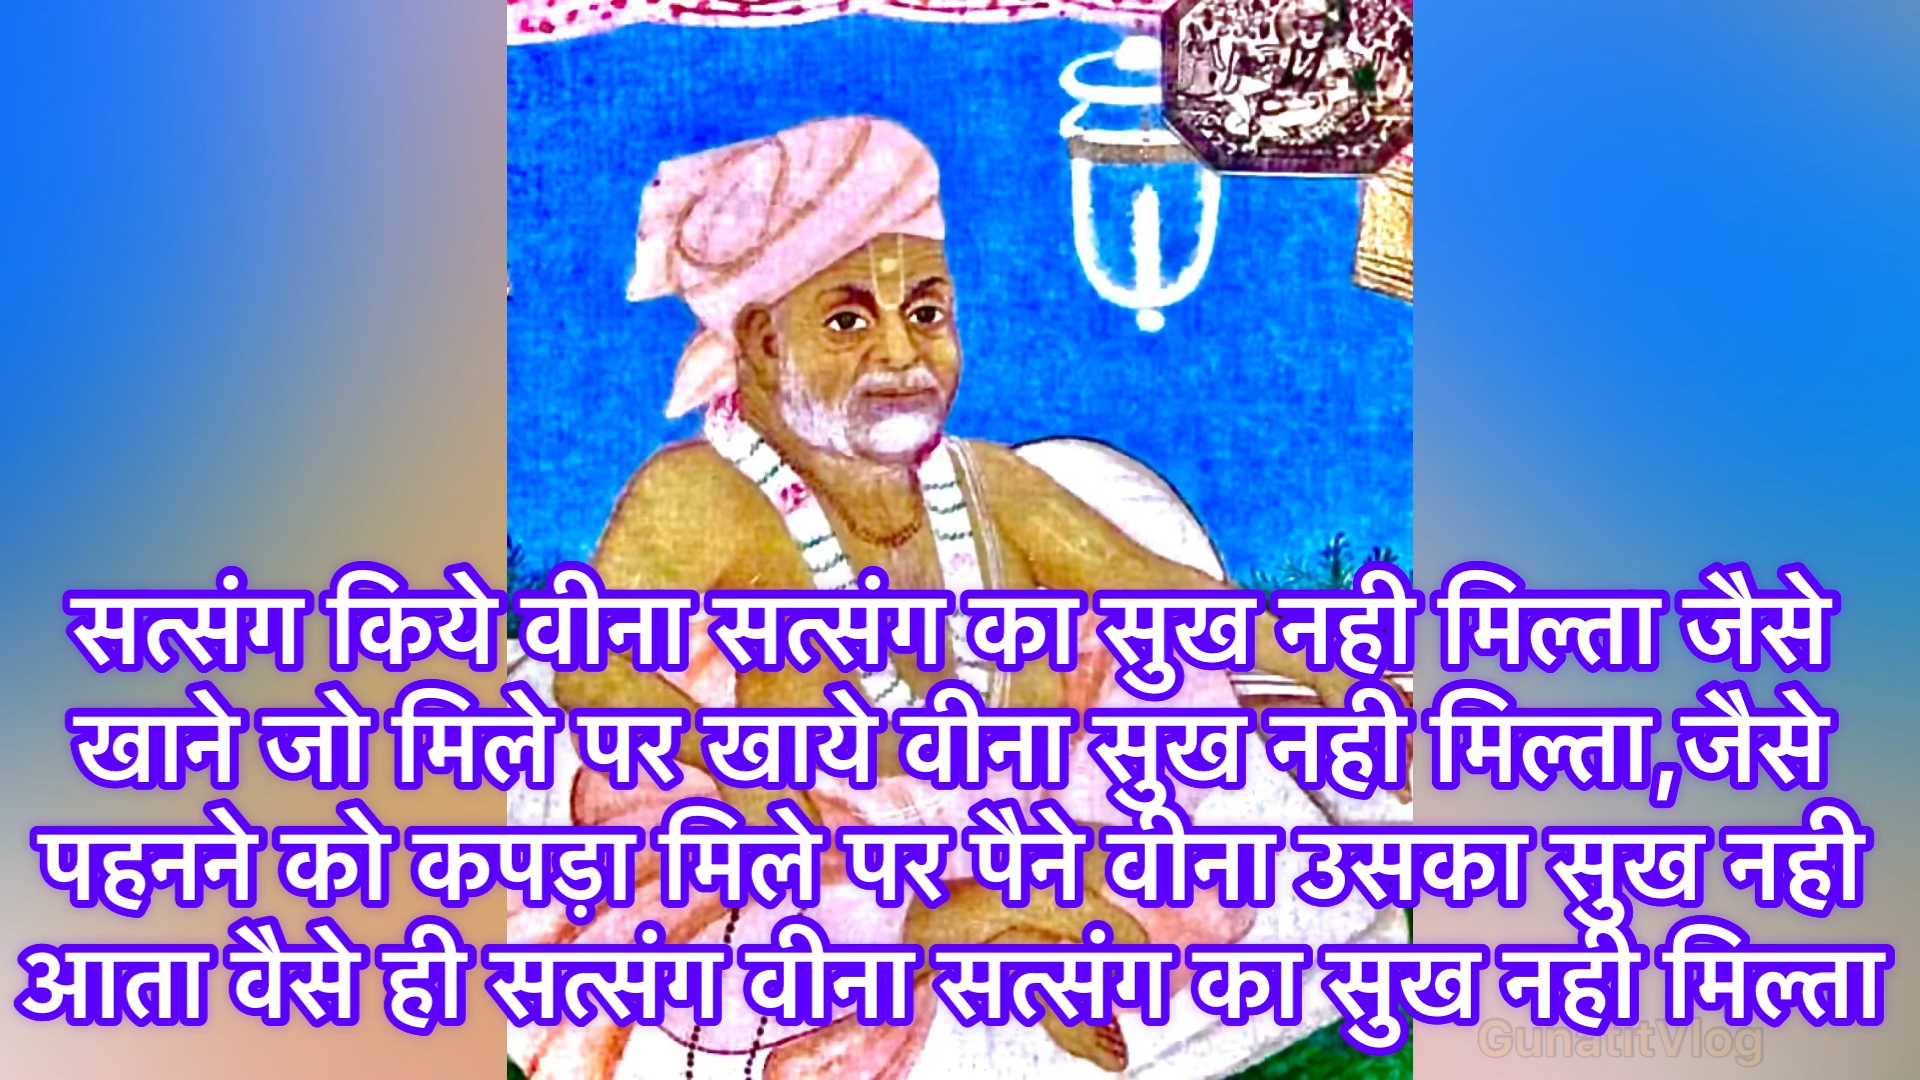 सत्संग किये वीना सत्संग का सुख नही मिल्ता जैसे
खाने जो मिले पर खाये वीना सुख नही मिल्ता,जैसे
पहनने को कपड़ा मिले पर पैने वीना उसका सुख नही
आता वैसे ही सत्संग वीना सत्संग का सुख नही मिल्ता
GunatitVlog